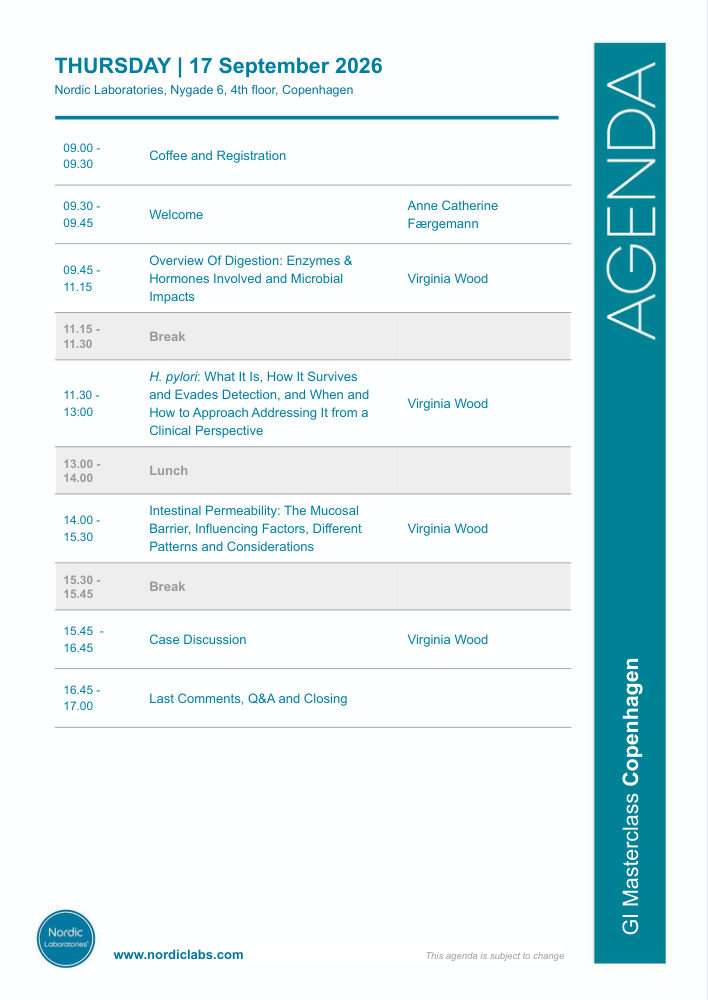 THURSDAY | 17 September 2026
Nordic Laboratories, Nygade 6, 4th floor, Copenhagen
09.00 -
09.30
Coffee and Registration
09.30 -
09.45
Welcome
Anne Catherine
Færgemann
09.45 -
11.15
Overview Of Digestion: Enzymes &
Hormones Involved and Microbial
Impacts
Virginia Wood
11.15 -
11.30
Break
11.30 -
13:00
H. pylori: What It Is, How It Survives
and Evades Detection, and When and
How to Approach Addressing It from a
Clinical Perspective
Virginia Wood
13.00 -
14.00
Lunch
14.00 -
15.30
Intestinal Permeability: The Mucosal
Barrier, Influencing Factors, Different
Patterns and Considerations
Virginia Wood
15.30 -
15.45
Break
15.45 -
16.45
Case Discussion
Virginia Wood
16.45 -
17.00
Last Comments, Q&A and Closing
AGENDA
GI Masterclass Copenhagen
Nordic
Laboratories
www.nordiclabs.com
This agenda is subject to change